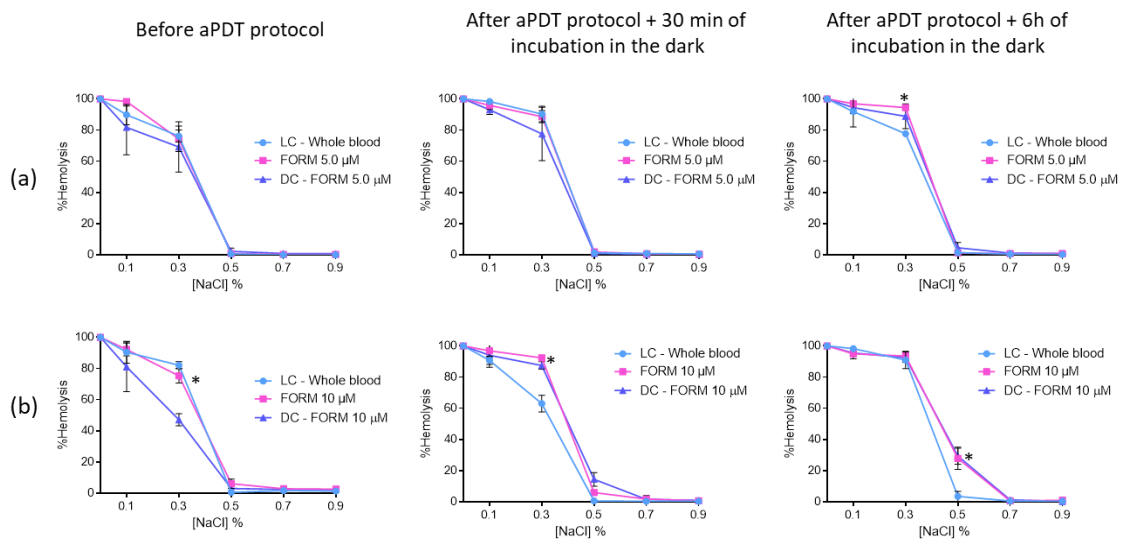 Before aPDT protocol
After aPDT protocol + 30 min of
incubation in the dark
After aPDT protocol + 6h of
incubation in the dark
(a)
%Hemolysis
100
80
60
40
20
0
0.1 0.3 0.5 0.7 0.9
[NaCl] %
LC - Whole blood
FORM 5.0 µM
DC - FORM 5.0 µM
%Hemolysis
100
80
60
40
20
0
0.1 0.3 0.5 0.7 0.9
[NaCl] %
LC - Whole blood
FORM 5.0 µM
DC - FORM 5.0 µM
%Hemolysis
100
80
60
40
20
0
*
0.1 0.3 0.5 0.7 0.9
[NaCl] %
LC - Whole blood
FORM 5.0 µM
DC - FORM 5.0 µM
(b)
%Hemolysis
100
80
60
40
20
0
*
0.1 0.3 0.5 0.7 0.9
[NaCl] %
LC - Whole blood
FORM 10 µM
DC - FORM 10 µM
%Hemolysis
100
80
60
40
20
0
*
0.1 0.3 0.5 0.7 0.9
[NaCl] %
LC - Whole blood
FORM 10 µM
DC - FORM 10 µM
%Hemolysis
100
80
60
40
20
0
*
0.1 0.3 0.5 0.7 0.9
[NaCl] %
LC - Whole blood
FORM 10 µM
DC - FORM 10 µM